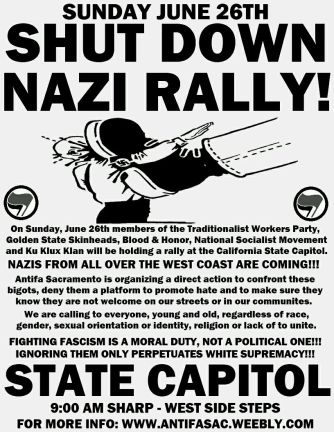 SUNDAY JUNE 26TH
SHUT DOWN
NAZI RALLY!
On Sunday, June 26th members of the Traditionalist Workers Party,
Golden State Skinheads, Blood & Honor, National Socialist Movement
and Ku Klux Klan will be holding a rally at the California State Capitol.
NAZIS FROM ALL OVER THE WEST COAST ARE COMING!!!
Antifa Sacramento is organizing a direct action to confront these
bigots, deny them a platform to promote hate and to make sure they
know they are not welcome on our streets or in our communites.
We are calling to everyone, young and old, regardless of race,
gender, sexual orientation or identity, religion or lack of to unite.
FIGHTING FASCISM IS A MORAL DUTY, NOT A POLITICAL ONE!!!
IGNORING THEM ONLY PERPETUATES WHITE SUPREMACY!!!
STATE CAPITOL
9:00 AM SHARP - WEST SIDE STEPS
FOR MORE INFO: WWW.ANTIFASAC.WEEBLY.COM